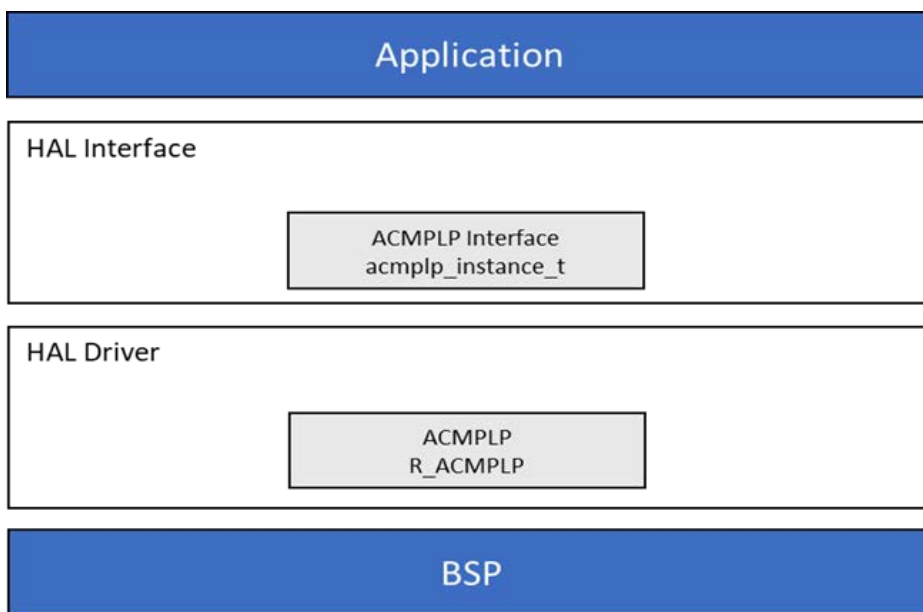 Application
HAL Interface
ACMPLP Interface
acmplp_instance_t
HAL Driver
ACMPLP
R_ACMPLP
BSP